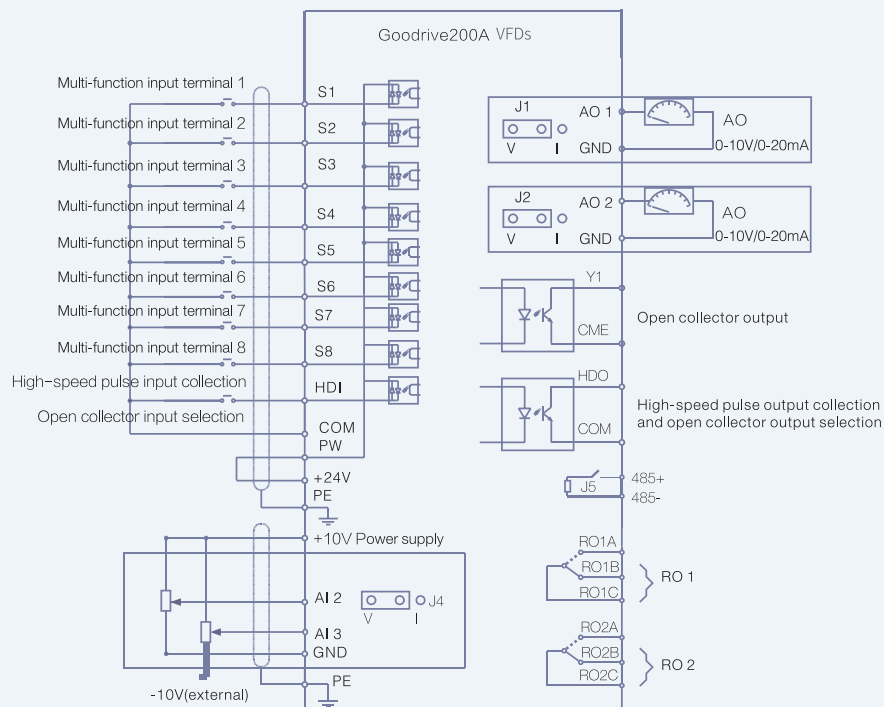 Goodrive200A VFDs
Multi-function input terminal 1
S1
Multi-function input terminal 2
S2
Multi-function input terminal 3
S3
Multi-function input terminal 4
S4
Multi-function input terminal 5
S5
Multi-function input terminal 6
S6
Multi-function input terminal 7
S7
Multi-function input terminal 8
S8
High-speed pulse input collection
HDI
Open collector input selection
COM
PW
+24V
PE
+10V Power supply
AI 2
J4
V I
AI 3
GND
PE
-10V(external)
J1
V I
AO 1
GND
AO
0-10V/0-20mA
J2
V I
AO 2
GND
AO
0-10V/0-20mA
Y1
CME
Open collector output
HDO
COM
High-speed pulse output collection
and open collector output selection
J5
485+
485-
RO1A
RO1B
RO1C
RO 1
RO2A
RO2B
RO2C
RO 2